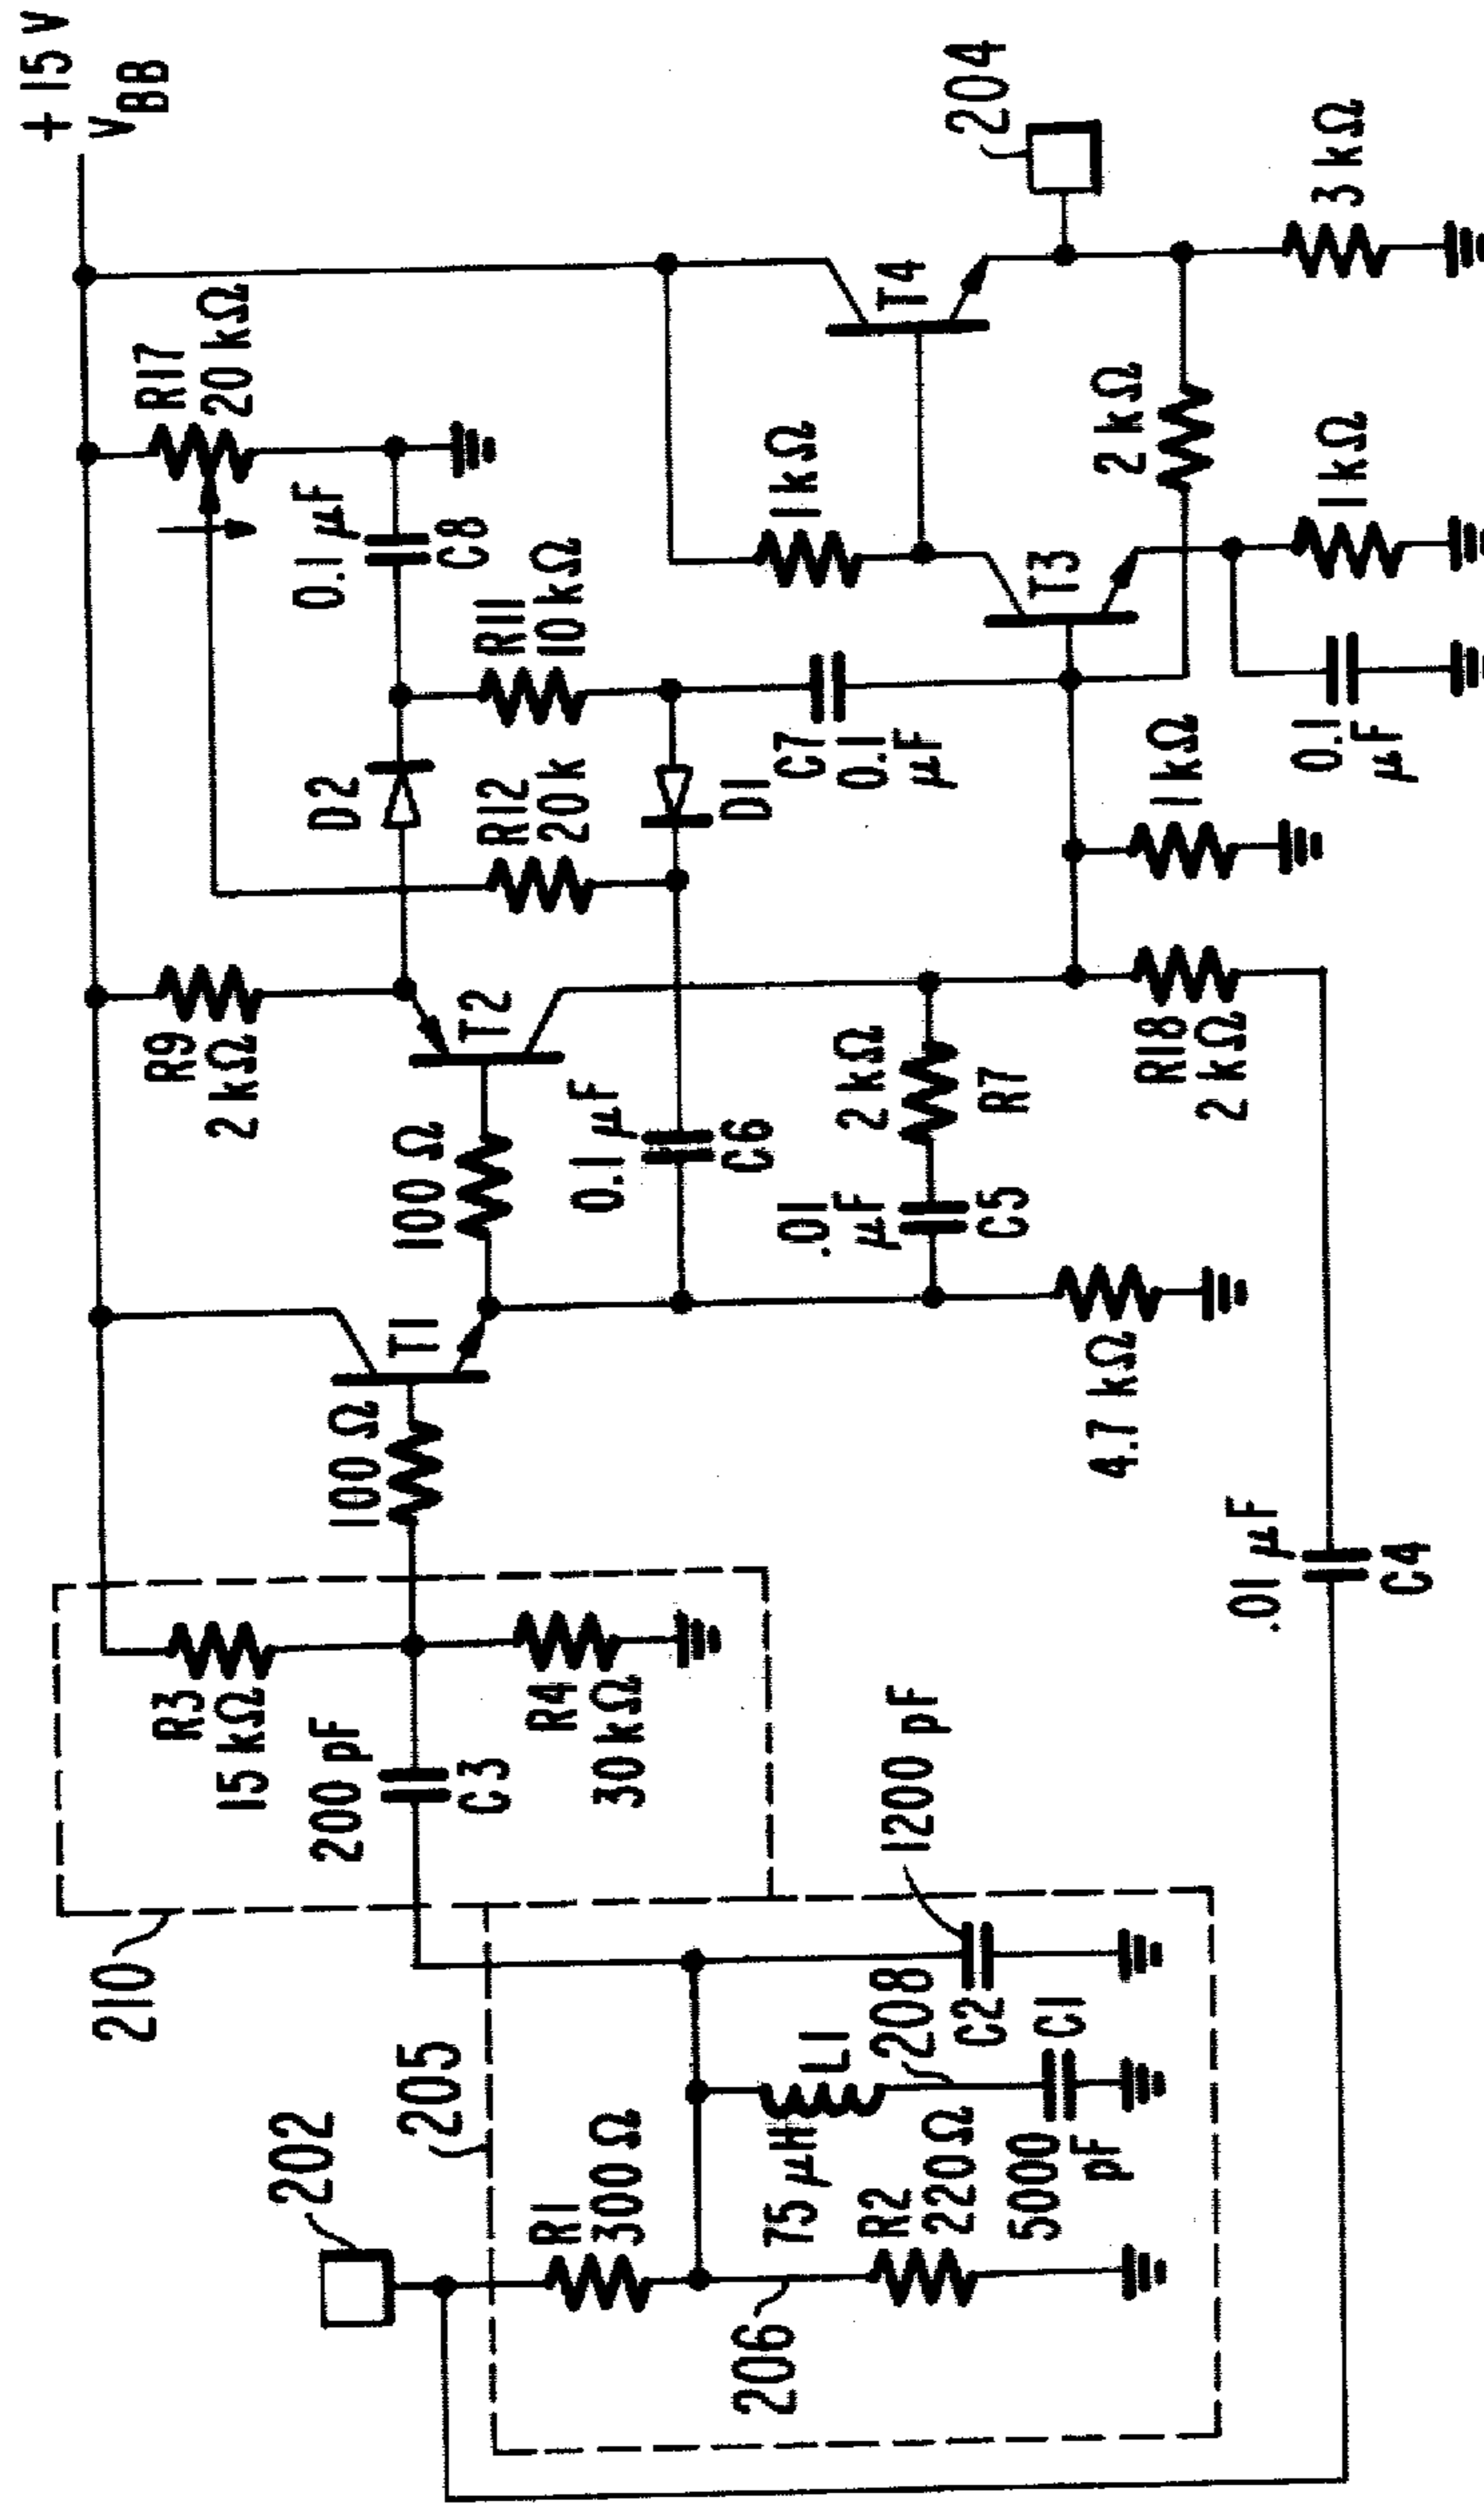 + 15 V
V BB
R17
20 kΩ
204
0.1 μF
C8
R11
10 kΩ
1 kΩ
T4
2 kΩ
3 kΩ
1 kΩ
T3
D2
R12
20 k
D1
C7
0.1
μF
1 kΩ
0.1
μF
R9
2 kΩ
T2
100 Ω
0.1 μF
C6
2 kΩ
R7
.01
μF
C5
R18
2 kΩ
T1
100 Ω
4.7 kΩ
.01 μF
C4
R3
15 kΩ
200 pF
C3
R4
30 kΩ
210
1200 pF
202
205
R1
300 Ω
L1
75 μH
208
C2
C1
R2
220 Ω
5000
pF
206